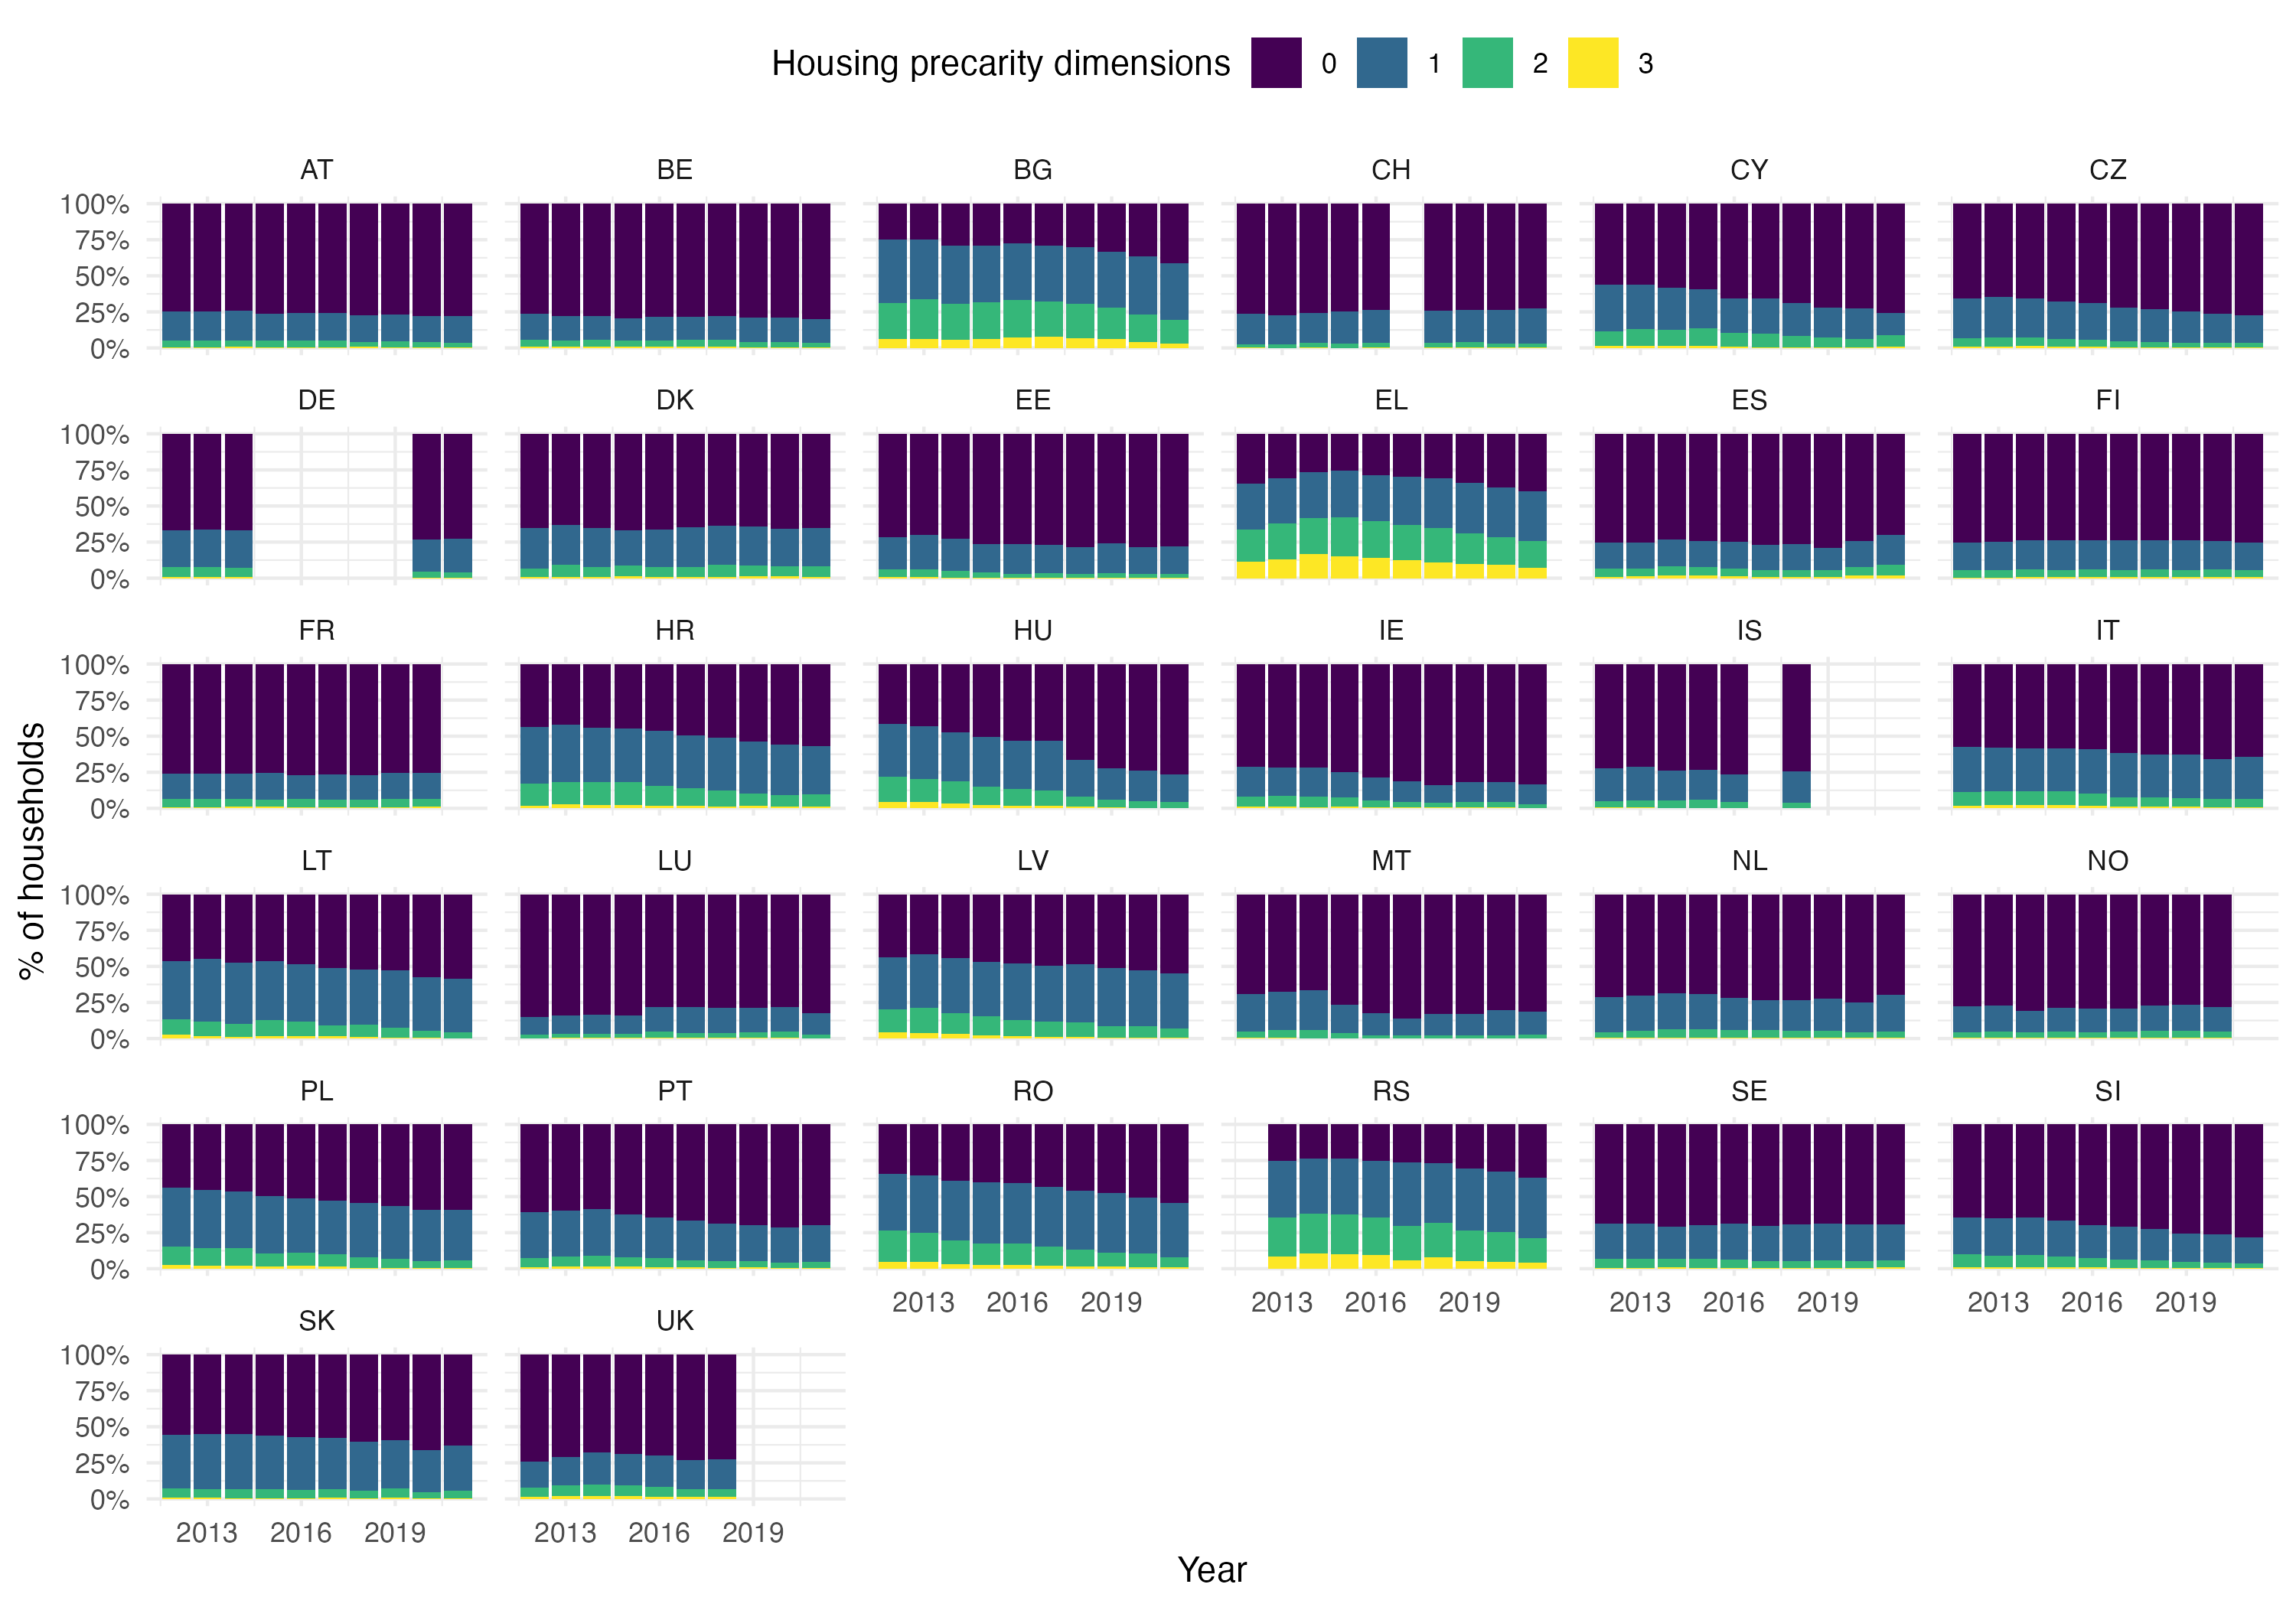 Housing precarity dimensions 0 1 2 3
AT BE BG CH CY CZ
100%
75%
50%
25%
0%
DE DK EE EL ES FI
100%
75%
50%
25%
0%
FR HR HU IE IS IT
100%
75%
50%
25%
0%
LT LU LV MT NL NO
100%
75%
50%
25%
0%
PL PT RO RS SE SI
100%
75%
50%
25%
0%
2013 2016 2019 2013 2016 2019 2013 2016 2019 2013 2016 2019
SK UK
100%
75%
50%
25%
0%
2013 2016 2019 2013 2016 2019
% of households
Year